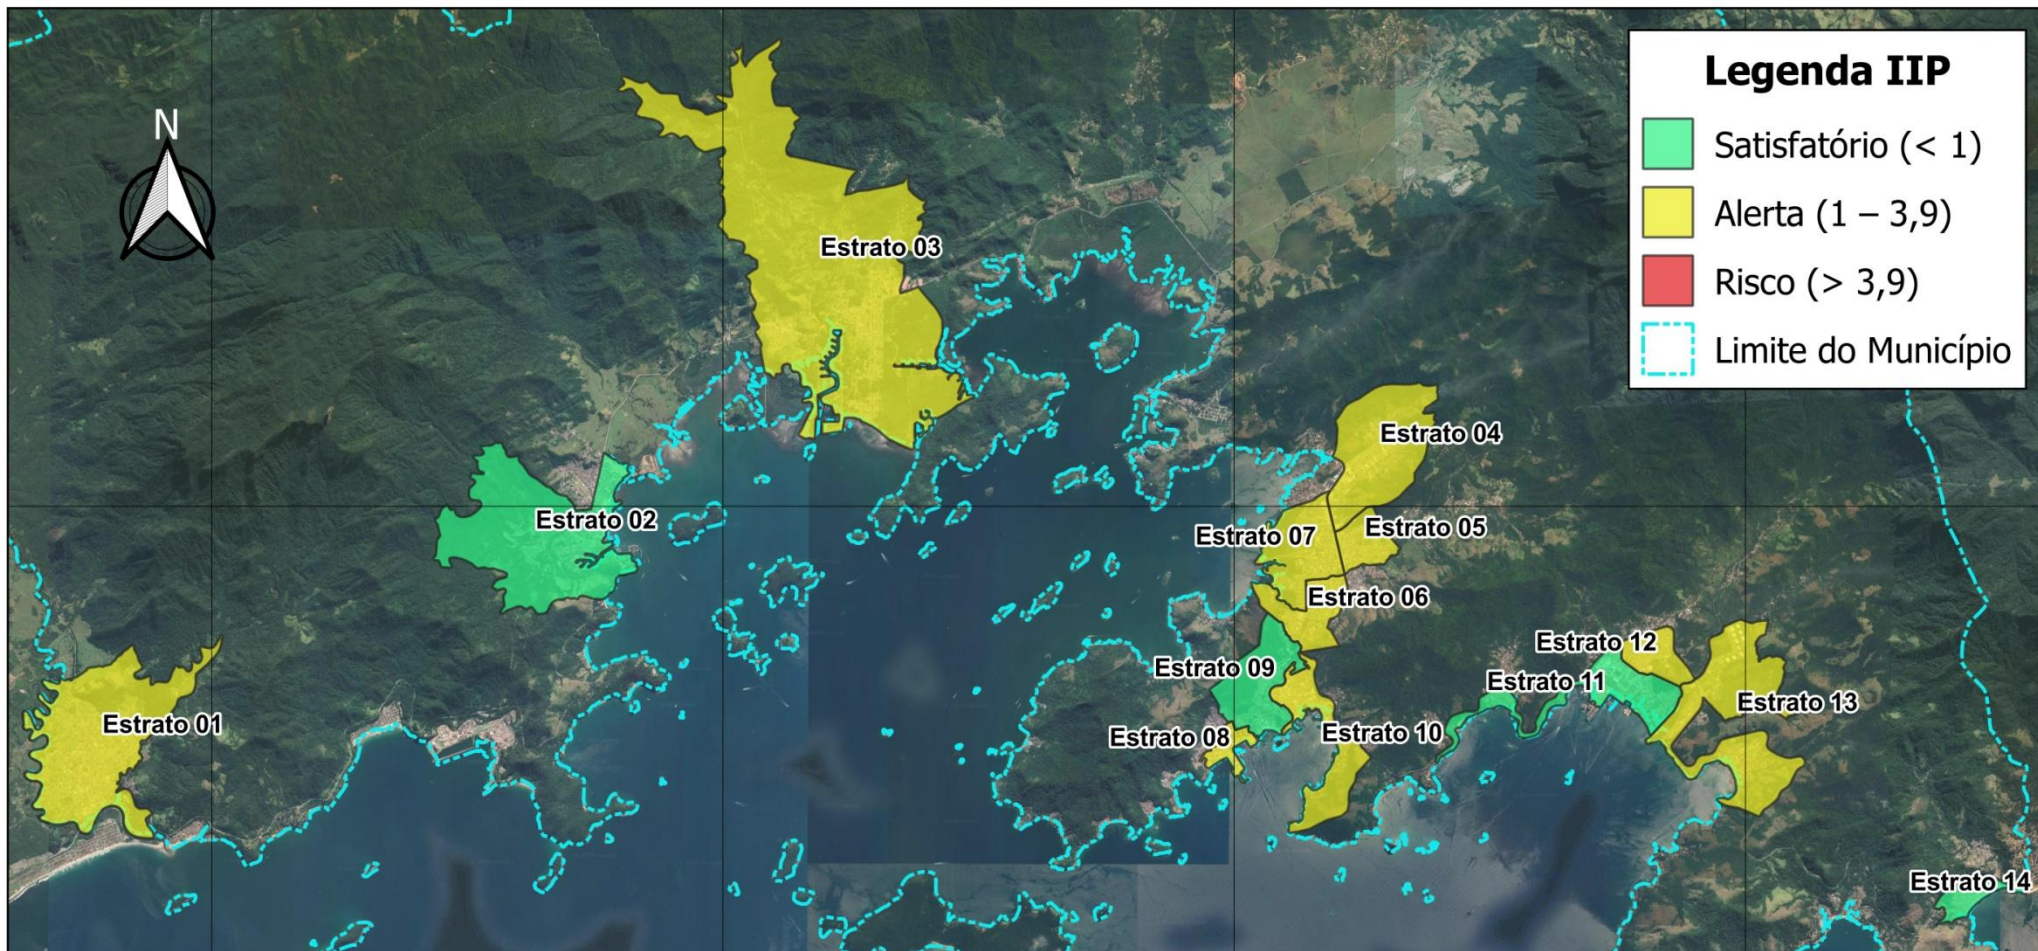 Legenda IIP
Satisfatório (< 1)
Alerta (1 – 3,9)
Risco (> 3,9)
Limite do Município
N
Estrato 03
Estrato 04
Estrato 02
Estrato 05
Estrato 07
Estrato 06
Estrato 12
Estrato 09
Estrato 11
Estrato 13
Estrato 01
Estrato 10
Estrato 08
Estrato 14